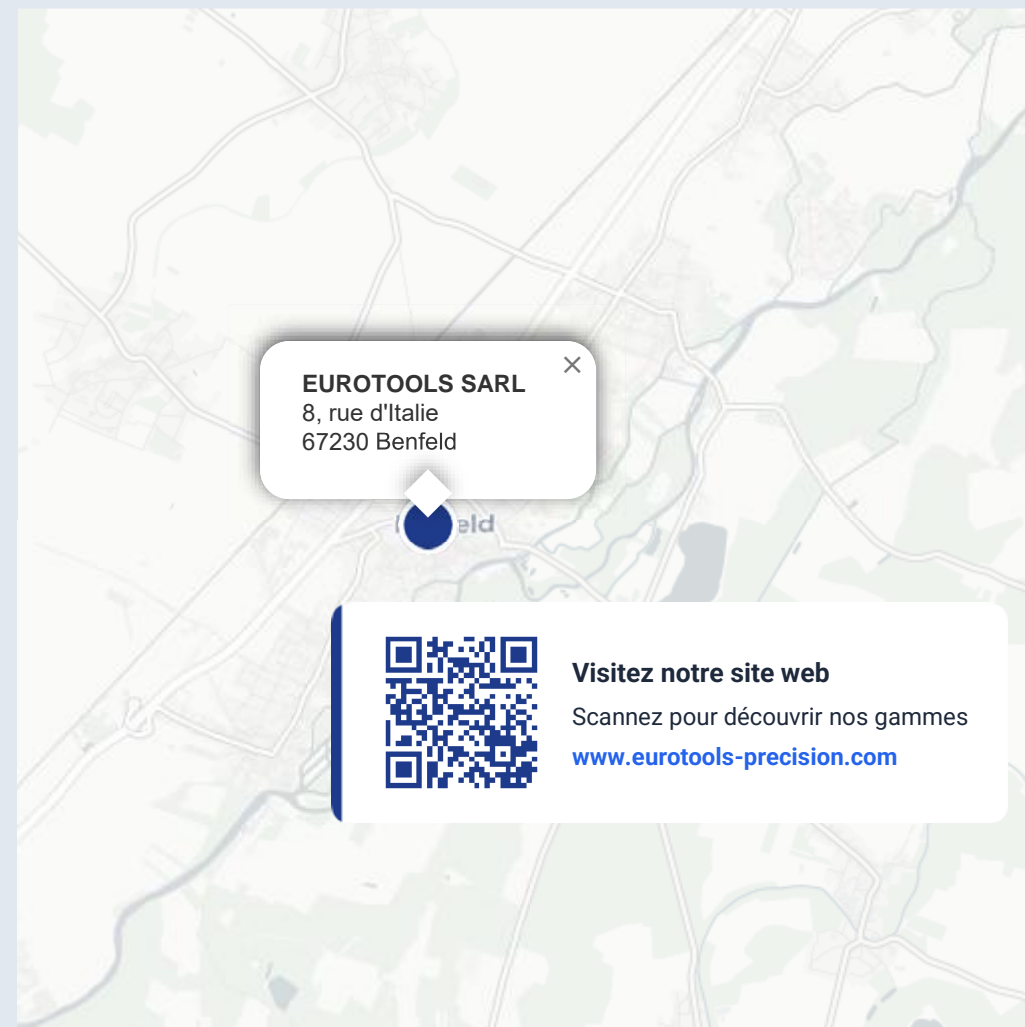 EUROTOOLS SARL
8, rue d'Italie
67230 Benfeld
eld
Visitez notre site web
Scannez pour découvrir nos gammes
www.eurotools-precision.com